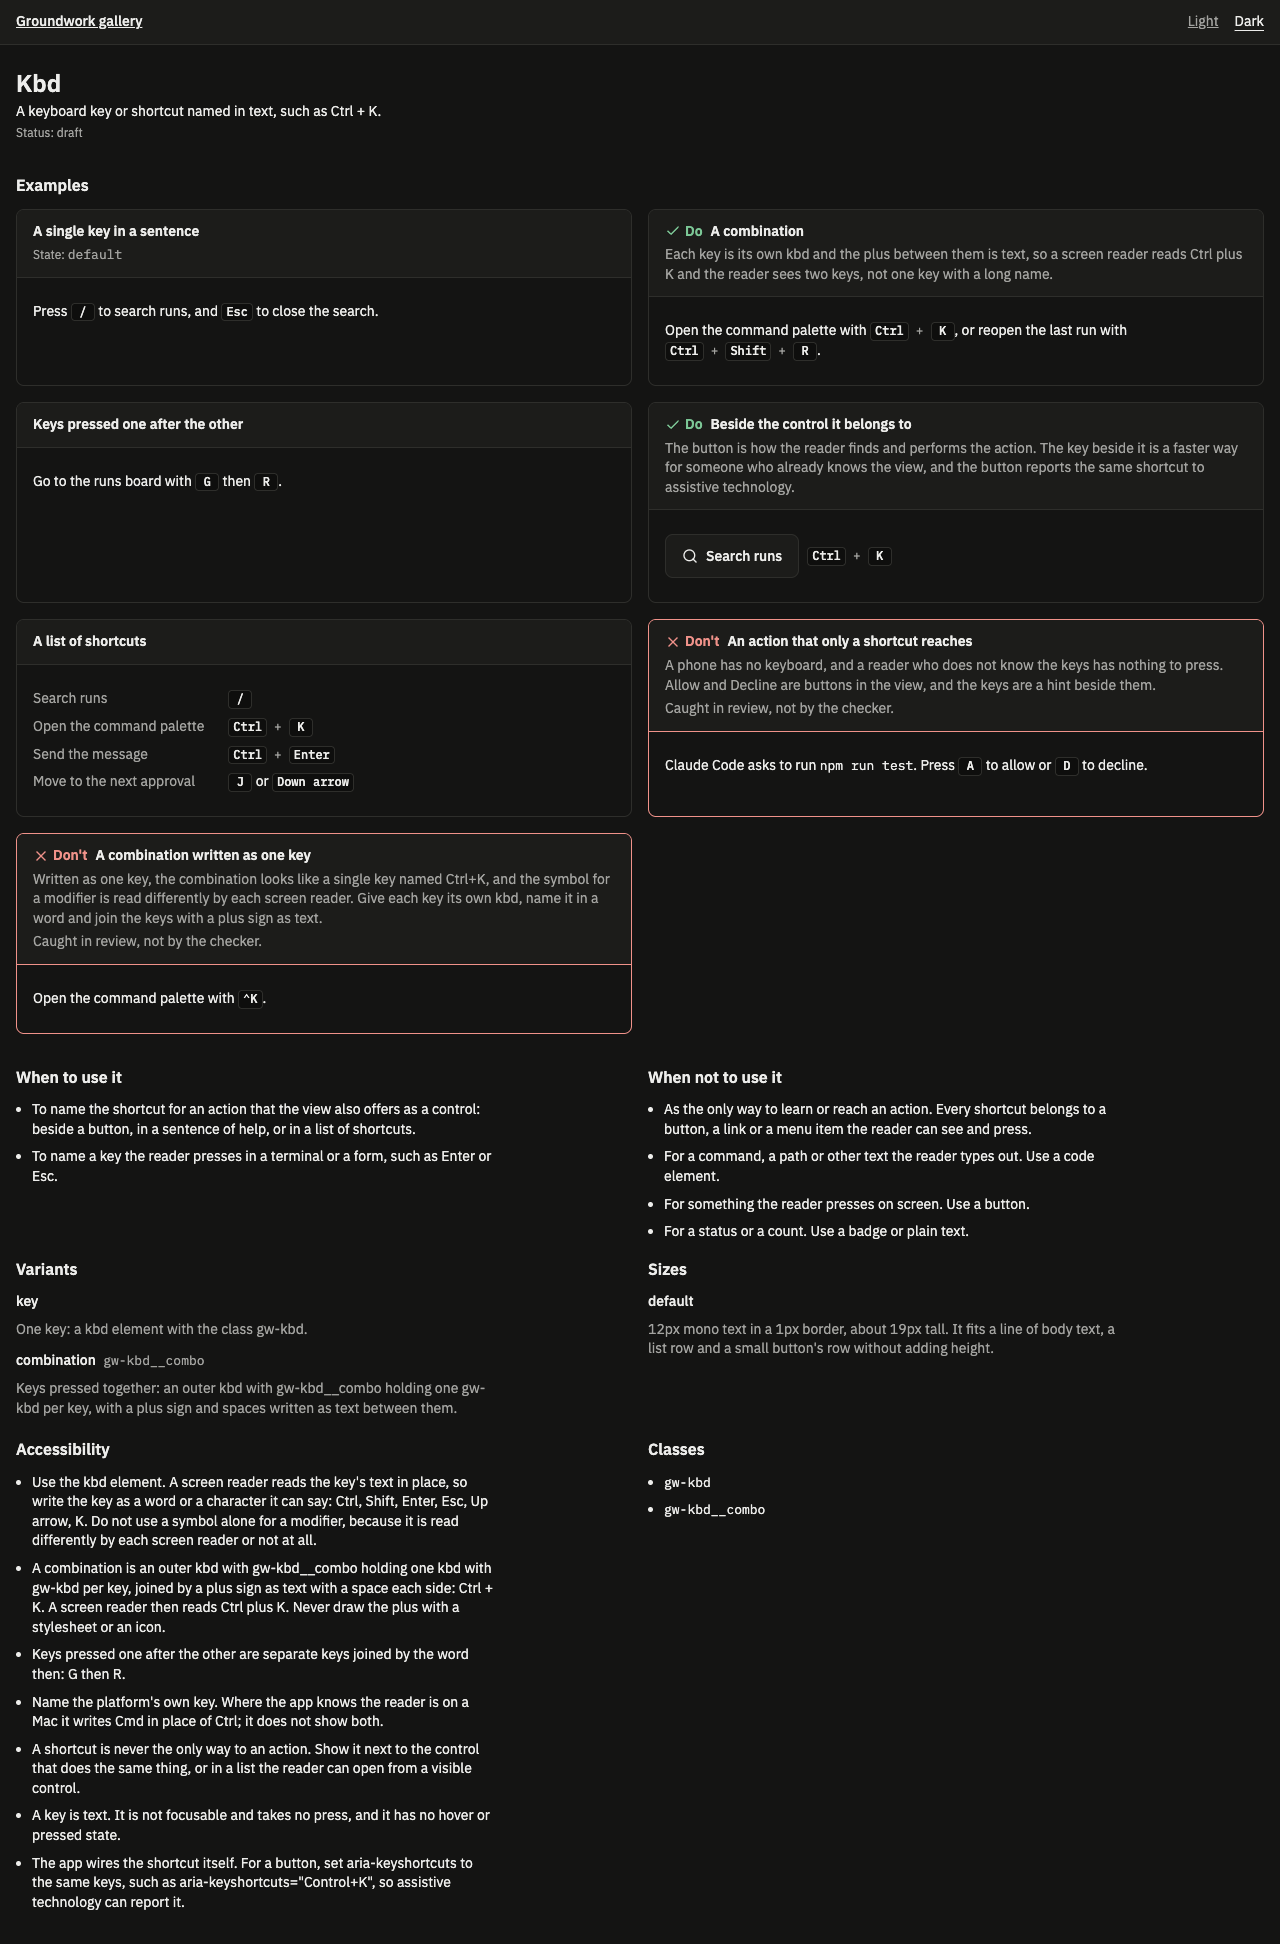 Groundwork gallery
Light Dark
Kbd
A keyboard key or shortcut named in text, such as Ctrl + K.
Status: draft
Examples
A single key in a sentence
State: default
Press / to search runs, and Esc to close the search.
Do A combination
Each key is its own kbd and the plus between them is text, so a screen reader reads Ctrl plus
K and the reader sees two keys, not one key with a long name.
Open the command palette with Ctrl + K, or reopen the last run with
Ctrl + Shift + R.
Keys pressed one after the other
Go to the runs board with G then R.
Do Beside the control it belongs to
The button is how the reader finds and performs the action. The key beside it is a faster way
for someone who already knows the view, and the button reports the same shortcut to
assistive technology.
Search runs Ctrl + K
A list of shortcuts
Search runs /
Open the command palette Ctrl + K
Send the message Ctrl + Enter
Move to the next approval J or Down arrow
Don't An action that only a shortcut reaches
A phone has no keyboard, and a reader who does not know the keys has nothing to press.
Allow and Decline are buttons in the view, and the keys are a hint beside them.
Caught in review, not by the checker.
Claude Code asks to run npm run test. Press A to allow or D to decline.
Don't A combination written as one key
Written as one key, the combination looks like a single key named Ctrl+K, and the symbol for
a modifier is read differently by each screen reader. Give each key its own kbd, name it in a
word and join the keys with a plus sign as text.
Caught in review, not by the checker.
Open the command palette with ^K.
When to use it
To name the shortcut for an action that the view also offers as a control:
beside a button, in a sentence of help, or in a list of shortcuts.
To name a key the reader presses in a terminal or a form, such as Enter or
Esc.
When not to use it
As the only way to learn or reach an action. Every shortcut belongs to a
button, a link or a menu item the reader can see and press.
For a command, a path or other text the reader types out. Use a code
element.
For something the reader presses on screen. Use a button.
For a status or a count. Use a badge or plain text.
Variants
key
One key: a kbd element with the class gw-kbd.
combination gw-kbd__combo
Keys pressed together: an outer kbd with gw-kbd__combo holding one gw-
kbd per key, with a plus sign and spaces written as text between them.
Sizes
default
12px mono text in a 1px border, about 19px tall. It fits a line of body text, a
list row and a small button's row without adding height.
Accessibility
Use the kbd element. A screen reader reads the key's text in place, so
write the key as a word or a character it can say: Ctrl, Shift, Enter, Esc, Up
arrow, K. Do not use a symbol alone for a modifier, because it is read
differently by each screen reader or not at all.
A combination is an outer kbd with gw-kbd__combo holding one kbd with
gw-kbd per key, joined by a plus sign as text with a space each side: Ctrl +
K. A screen reader then reads Ctrl plus K. Never draw the plus with a
stylesheet or an icon.
Keys pressed one after the other are separate keys joined by the word
then: G then R.
Name the platform's own key. Where the app knows the reader is on a
Mac it writes Cmd in place of Ctrl; it does not show both.
A shortcut is never the only way to an action. Show it next to the control
that does the same thing, or in a list the reader can open from a visible
control.
A key is text. It is not focusable and takes no press, and it has no hover or
pressed state.
The app wires the shortcut itself. For a button, set aria-keyshortcuts to
the same keys, such as aria-keyshortcuts="Control+K", so assistive
technology can report it.
Classes
gw-kbd
gw-kbd__combo